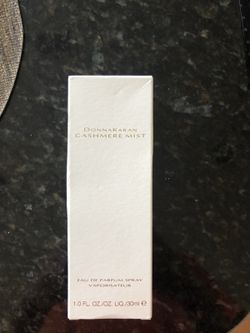 DONNAKARAN
CASHMERE MIST
EAU DE PARFUM SPRAY
VAPORISATEUR
1.0 FL. OZ./OZ. LIQ./30ml ℮